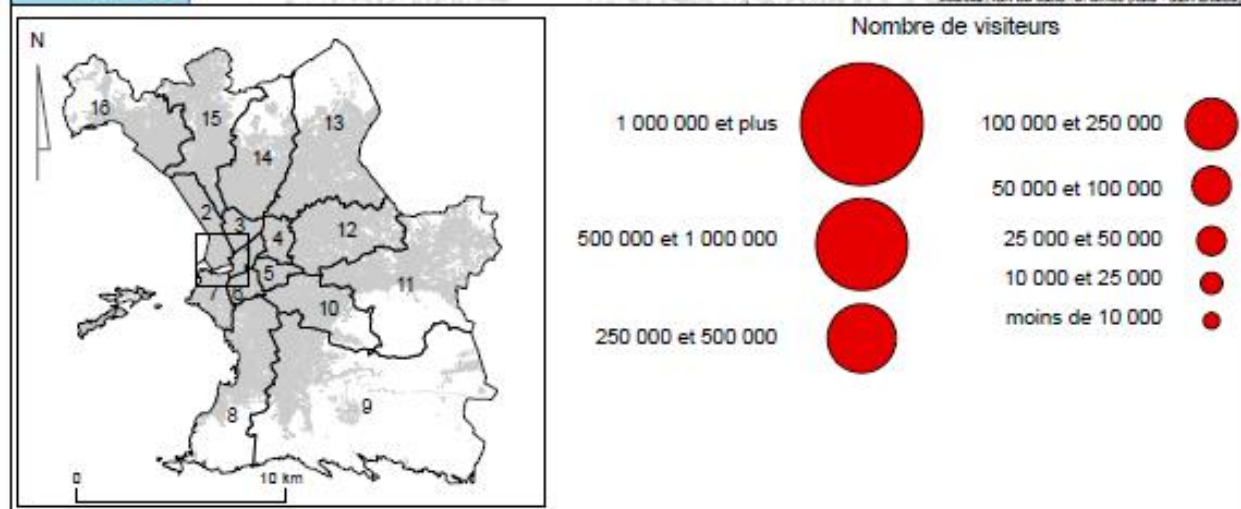 N
16
15
13
14
2
3
4
12
5
11
7
6
10
8
9
0
10 km
Nombre de visiteurs
1 000 000 et plus
500 000 et 1 000 000
250 000 et 500 000
100 000 et 250 000
50 000 et 100 000
25 000 et 50 000
10 000 et 25 000
moins de 10 000